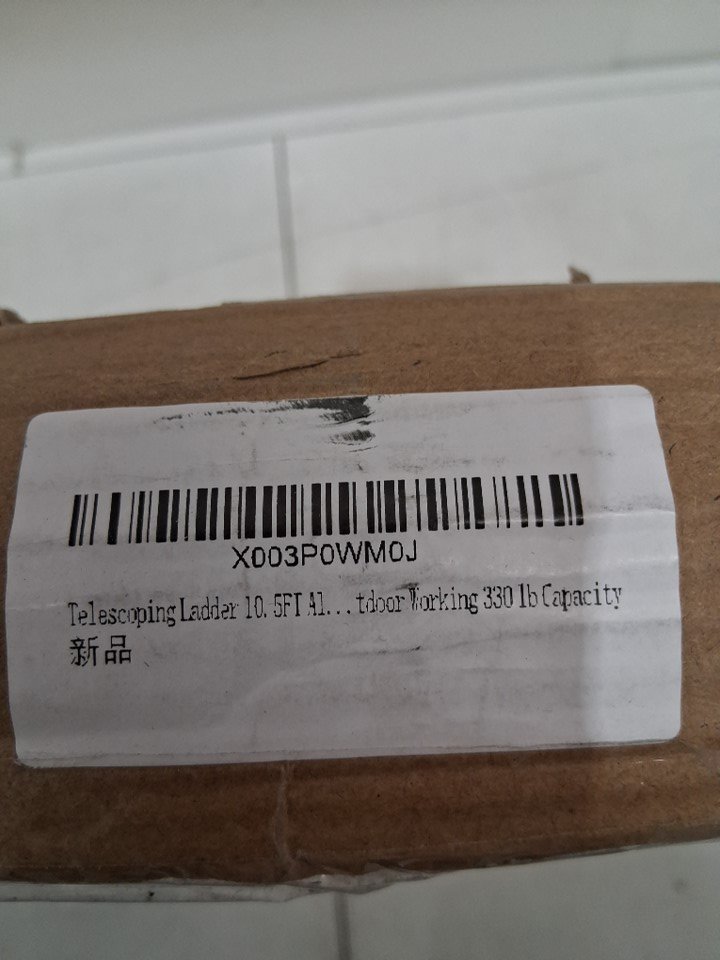 X003P0WM0J
Telescoping Ladder 10.5FT Al...tdoor Working 330 lb Capacity
新品